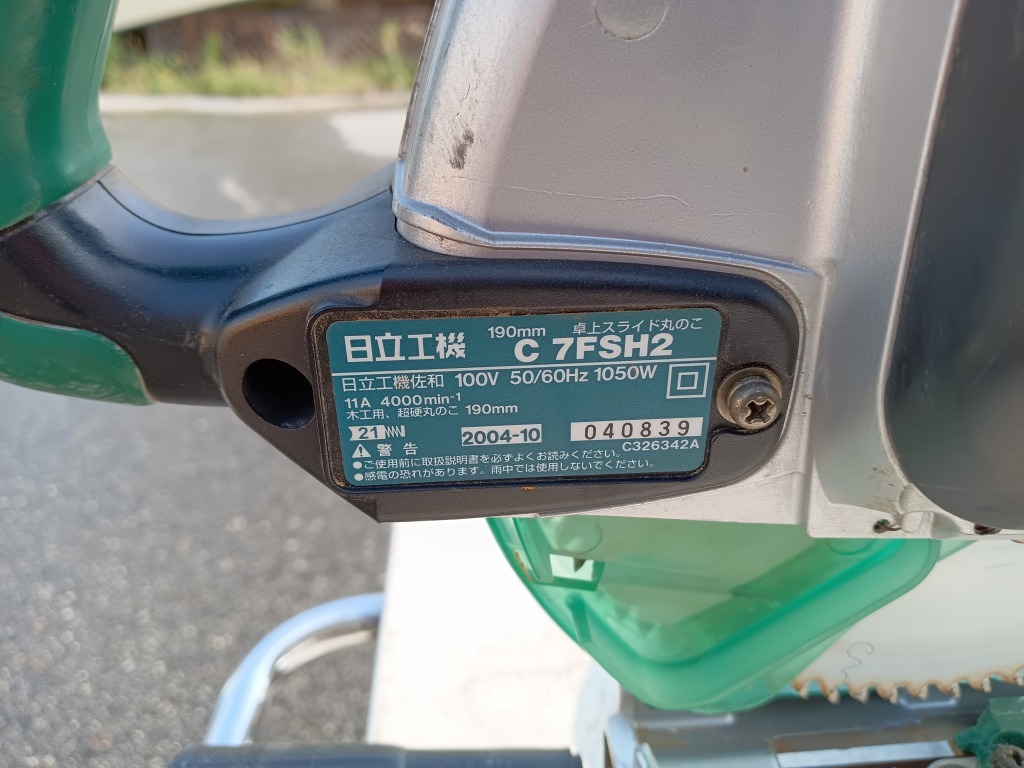 日立工機 190mm 卓上スライド丸のこ
C 7FSH2
日立工機佐和 100V 50/60Hz 1050W
11A 4000min⁻¹
木工用、超硬丸のこ 190mm
21 2004-10 040839
警告 C326342A
●ご使用前に取扱説明書を必ずよくお読みください。
●感電の恐れがあります。雨中では使用しないでください。